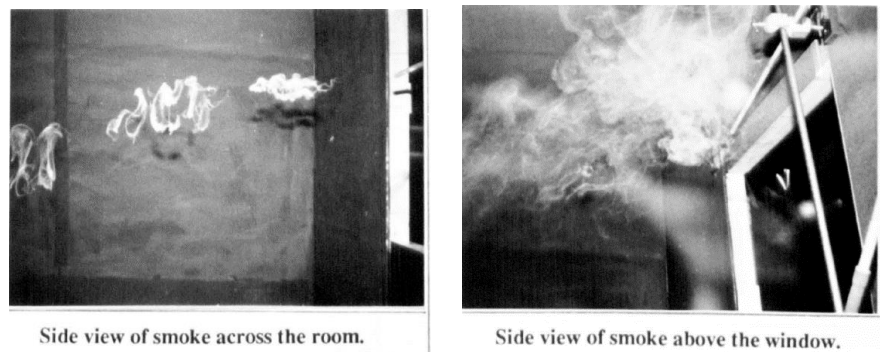 Side view of smoke across the room.
Side view of smoke above the window.